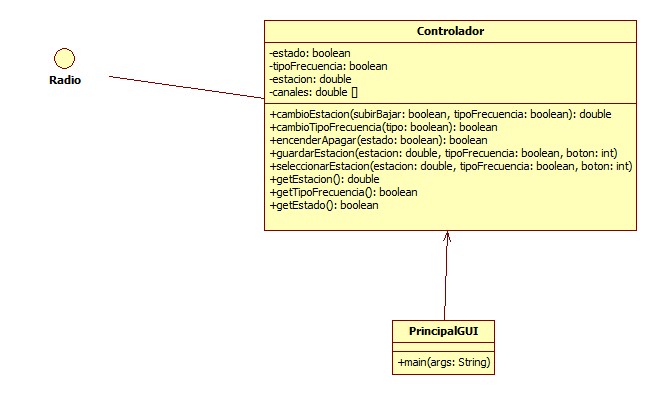 Controlador
-estado: boolean
-tipoFrecuencia: boolean
-estacion: double
-canales: double []
Radio
+cambioEstacion(subirBajar: boolean, tipoFrecuencia: boolean): double
+cambioTipoFrecuencia(tipo: boolean): boolean
+encenderApagar(estado: boolean): boolean
+guardarEstacion(estacion: double, tipoFrecuencia: boolean, boton: int)
+seleccionarEstacion(estacion: double, tipoFrecuencia: boolean, boton: int)
+getEstacion(): double
+getTipoFrecuencia(): boolean
+getEstado(): boolean
PrincipalGUI
+main(args: String)